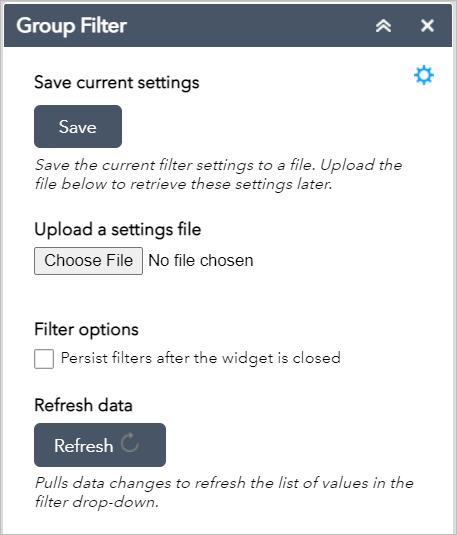 Group Filter
Save current settings
Save
Save the current filter settings to a file. Upload the
file below to retrieve these settings later.
Upload a settings file
Choose File No file chosen
Filter options
Persist filters after the widget is closed
Refresh data
Refresh
Pulls data changes to refresh the list of values in the
filter drop-down.